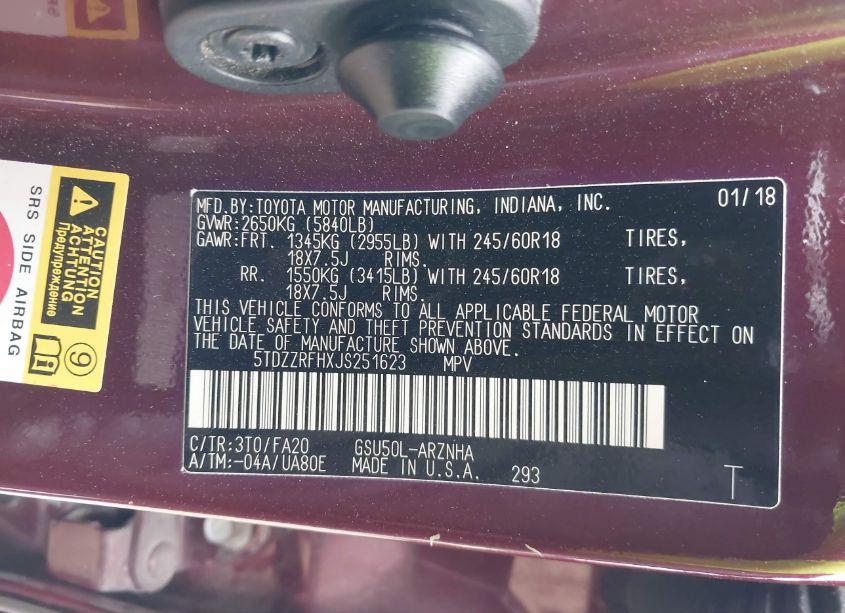 SRS SIDE AIRBAG
CAUTION
ATTENTION
ACHTUNG
Предупреждение
9
MFD.BY:TOYOTA MOTOR MANUFACTURING, INDIANA, INC. 01/18
GVWR:2650KG (5840LB)
GAWR:FRT. 1345KG (2955LB) WITH 245/60R18 TIRES,
18X7.5J RIMS.
RR. 1550KG (3415LB) WITH 245/60R18 TIRES,
18X7.5J RIMS.
THIS VEHICLE CONFORMS TO ALL APPLICABLE FEDERAL MOTOR
VEHICLE SAFETY AND THEFT PREVENTION STANDARDS IN EFFECT ON
THE DATE OF MANUFACTURE SHOWN ABOVE.
5TDZZRFHXJS251623 MPV
C/TR:3T0/FA20 GSU50L-ARZNHA
A/TM:-04A/UA80E MADE IN U.S.A. 293 T